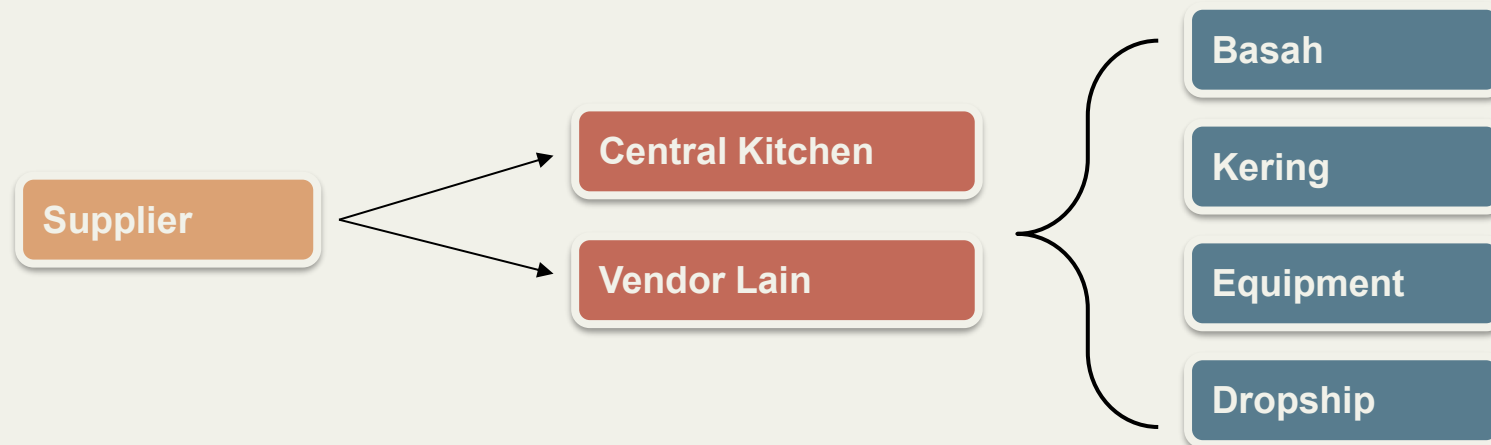 Supplier
Central Kitchen
Vendor Lain
Basah
Kering
Equipment
Dropship